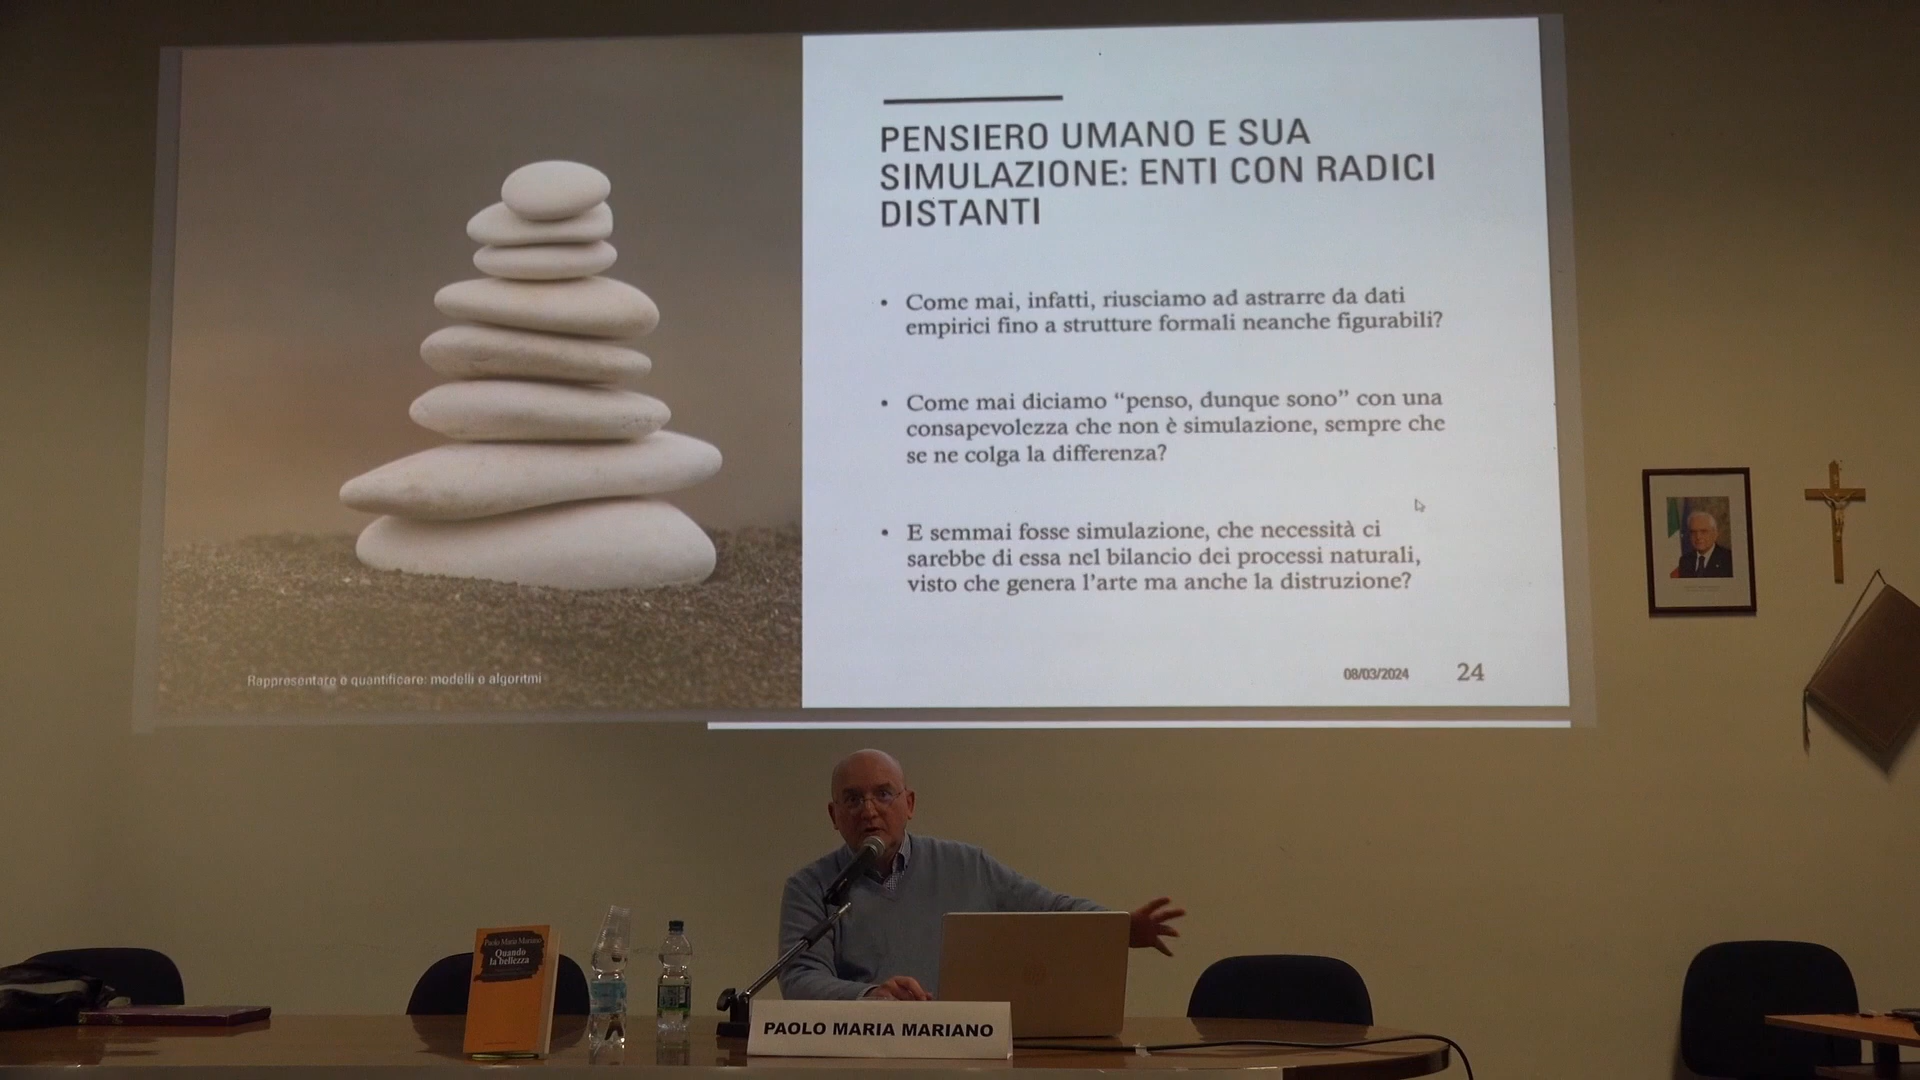 PENSIERO UMANO E SUA
SIMULAZIONE: ENTI CON RADICI
DISTANTI
• Come mai, infatti, riusciamo ad astrarre da dati
empirici fino a strutture formali neanche figurabili?
• Come mai diciamo “penso, dunque sono” con una
consapevolezza che non è simulazione, sempre che
se ne colga la differenza?
• E semmai fosse simulazione, che necessità ci
sarebbe di essa nel bilancio dei processi naturali,
visto che genera l’arte ma anche la distruzione?
Rappresentare e quantificare: modelli e algoritmi
08/03/2024
24
Paolo Maria Mariano
Quando
la bellezza
PAOLO MARIA MARIANO